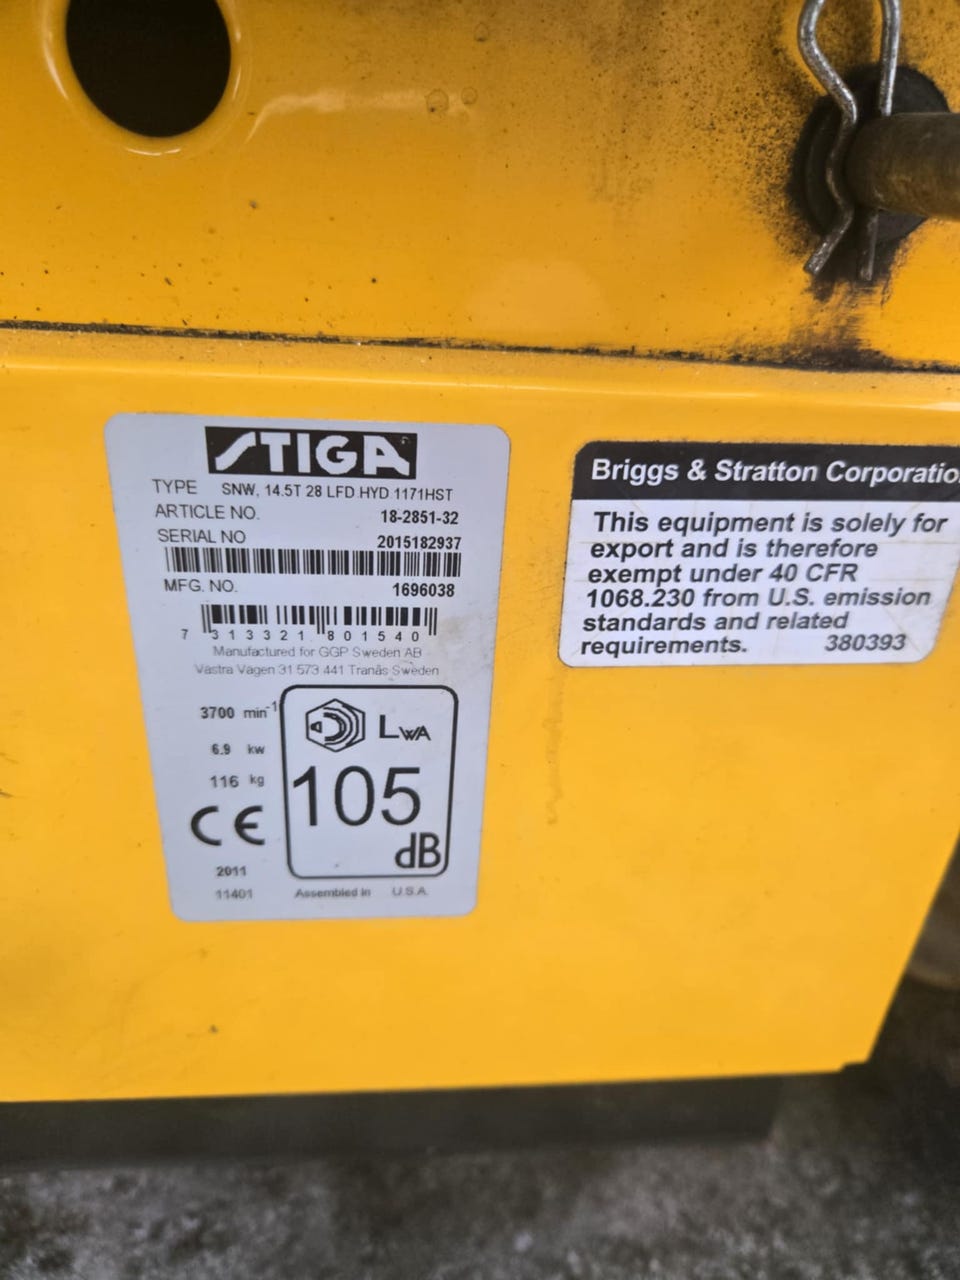 STIGA
TYPE SNW, 14.5T 28 LFD HYD 1171HST
ARTICLE NO. 18-2851-32
SERIAL NO 2015182937
MFG. NO. 1696038
7 313321 801540
Manufactured for GGP Sweden AB
Vastra Vagen 31 573 441 Tranås Sweden
3700 min-1
6.9 kw
116 kg
CE
2011
11401
LWA
105
dB
Assembled in U.S.A.
Briggs & Stratton Corporatio
This equipment is solely for
export and is therefore
exempt under 40 CFR
1068.230 from U.S. emission
standards and related
requirements. 380393